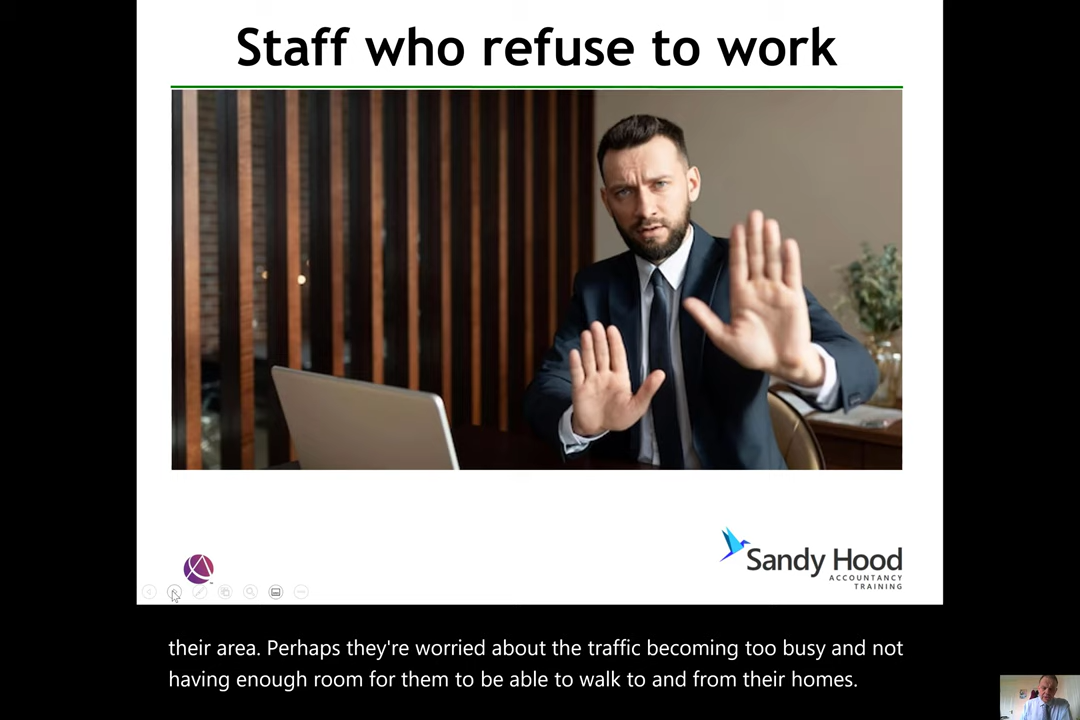 Staff who refuse to work
Sandy Hood
ACCOUNTANCY
TRAINING
their area. Perhaps they're worried about the traffic becoming too busy and not
having enough room for them to be able to walk to and from their homes.